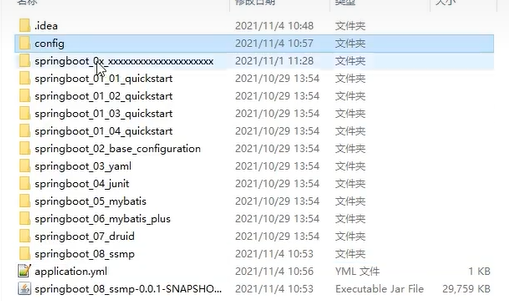 名称 修改日期 类型 大小
.idea 2021/11/4 10:48 文件夹
config 2021/11/4 10:57 文件夹
springboot_0x_xxxxxxxxxxxxxxxxxxxxx 2021/11/1 11:28 文件夹
springboot_01_01_quickstart 2021/10/29 13:54 文件夹
springboot_01_02_quickstart 2021/10/29 13:54 文件夹
springboot_01_03_quickstart 2021/10/29 13:54 文件夹
springboot_01_04_quickstart 2021/10/29 13:54 文件夹
springboot_02_base_configuration 2021/10/29 13:54 文件夹
springboot_03_yaml 2021/10/29 13:54 文件夹
springboot_04_junit 2021/10/29 13:54 文件夹
springboot_05_mybatis 2021/10/29 13:54 文件夹
springboot_06_mybatis_plus 2021/10/29 13:54 文件夹
springboot_07_druid 2021/10/29 13:54 文件夹
springboot_08_ssmp 2021/11/4 10:53 文件夹
application.yml 2021/11/4 10:56 YML 文件 1 KB
springboot_08_ssmp-0.0.1-SNAPSHO... 2021/11/4 10:53 Executable Jar File 29,759 KB